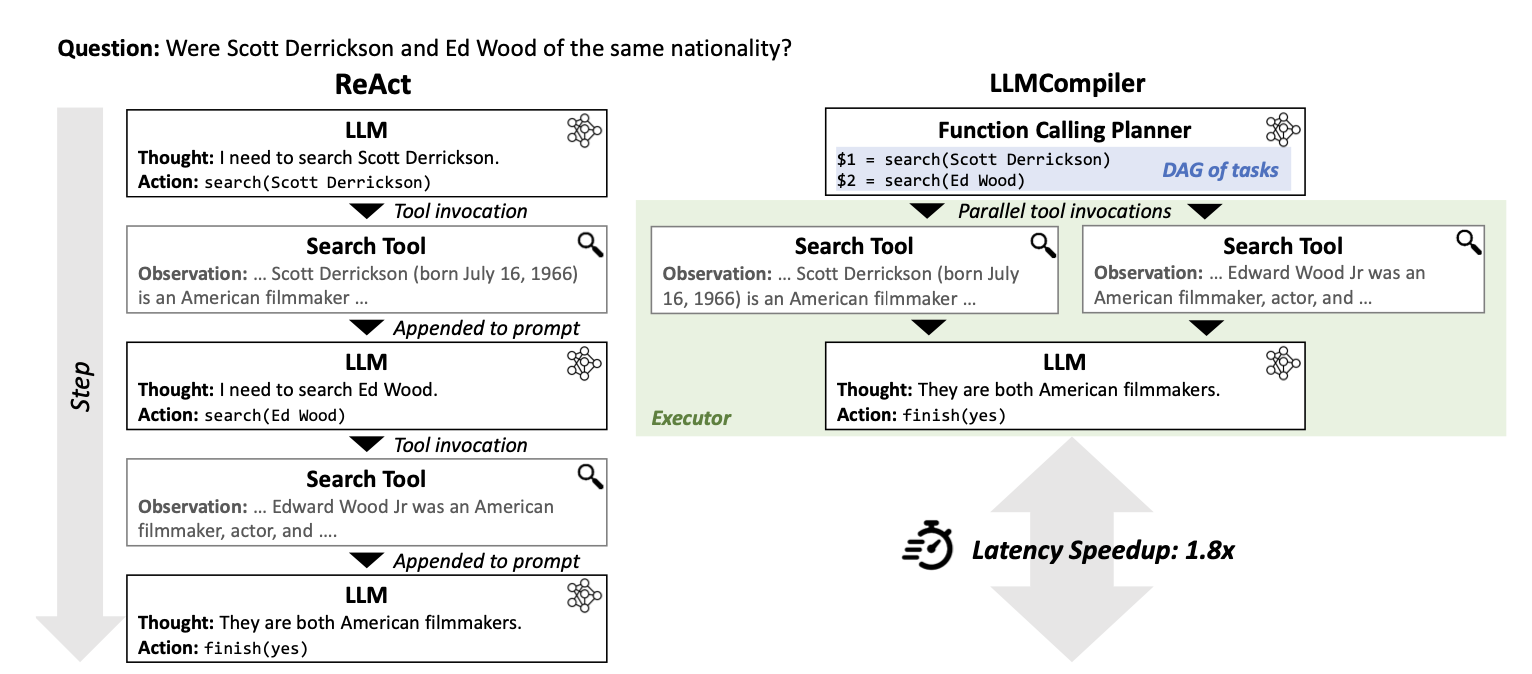 Question: Were Scott Derrickson and Ed Wood of the same nationality?
ReAct
LLM
Thought: I need to search Scott Derrickson.
Action: search(Scott Derrickson)
Tool invocation
Search Tool
Observation: ... Scott Derrickson (born July 16, 1966)
is an American filmmaker ...
Appended to prompt
LLM
Thought: I need to search Ed Wood.
Action: search(Ed Wood)
Tool invocation
Search Tool
Observation: ... Edward Wood Jr was an American
filmmaker, actor, and ....
Appended to prompt
LLM
Thought: They are both American filmmakers.
Action: finish(yes)
Step
LLMCompiler
Function Calling Planner
$1 = search(Scott Derrickson)
$2 = search(Ed Wood)
DAG of tasks
Parallel tool invocations
Search Tool
Observation: ... Scott Derrickson (born July
16, 1966) is an American filmmaker ...
Search Tool
Observation: ... Edward Wood Jr was an
American filmmaker, actor, and ...
LLM
Thought: They are both American filmmakers.
Action: finish(yes)
Executor
Latency Speedup: 1.8x